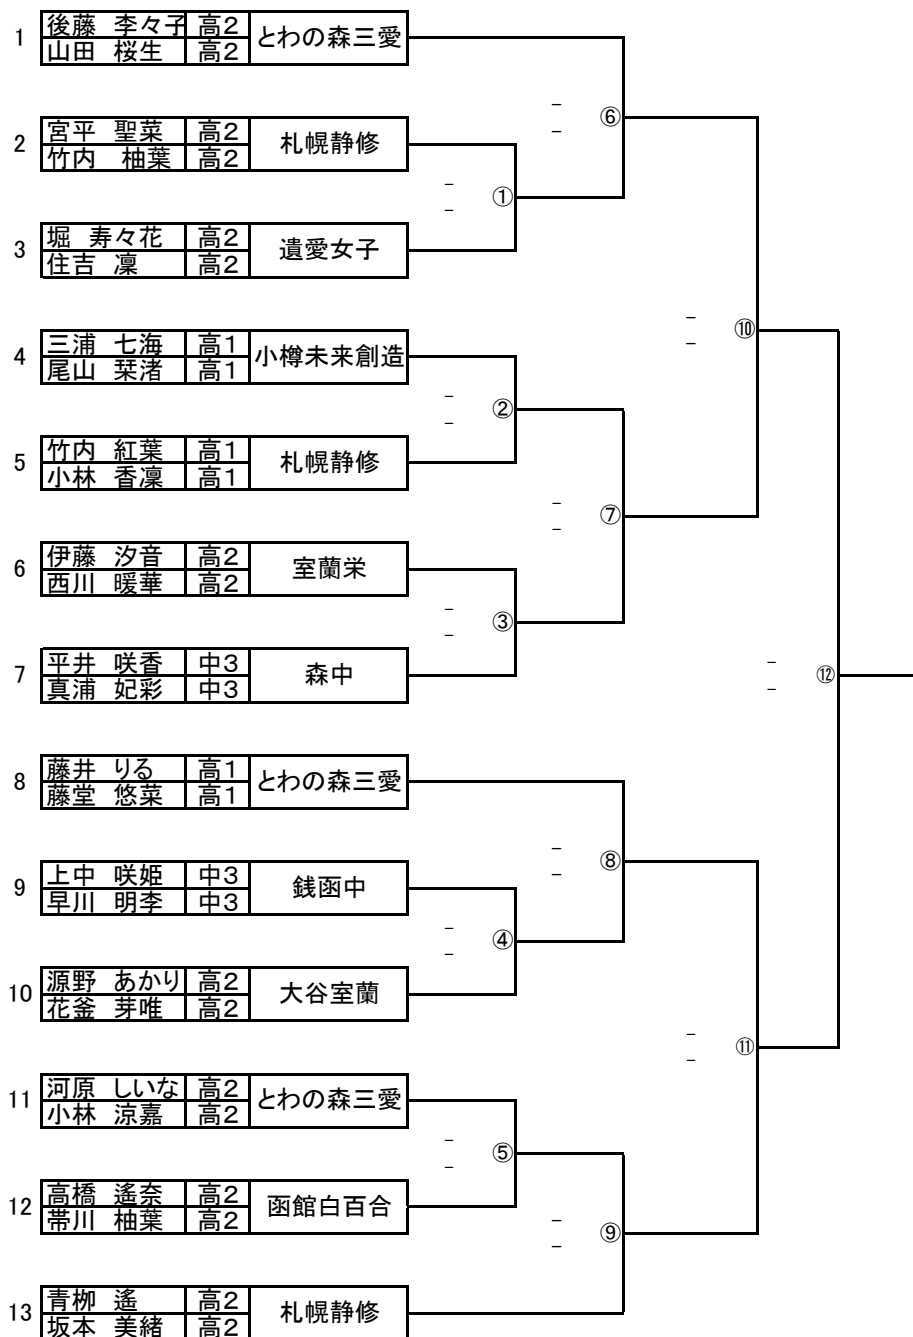 1 後藤 李々子 高2 とわの森三愛
山田 桜生 高2
– ⑥
–
2 宮平 聖菜 高2 札幌静修
竹内 柚葉 高2
– ①
–
3 堀 寿々花 高2 遺愛女子
住吉 凜 高2
– ⑩
–
4 三浦 七海 高1 小樽未来創造
尾山 栞渚 高1
– ②
–
5 竹内 紅葉 高1 札幌静修
小林 香凜 高1
– ⑦
–
6 伊藤 汐音 高2 室蘭栄
西川 暖華 高2
– ③
–
7 平井 咲香 中3 森中
真浦 妃彩 中3
– ⑫
–
8 藤井 りる 高1 とわの森三愛
藤堂 悠菜 高1
– ⑧
–
9 上中 咲姫 中3 銭函中
早川 明李 中3
– ④
–
10 源野 あかり 高2 大谷室蘭
花釜 芽唯 高2
– ⑪
–
11 河原 しいな 高2 とわの森三愛
小林 涼嘉 高2
– ⑤
–
12 高橋 遙奈 高2 函館白百合
帯川 柚葉 高2
– ⑨
–
13 青栁 遙 高2 札幌静修
坂本 美緒 高2